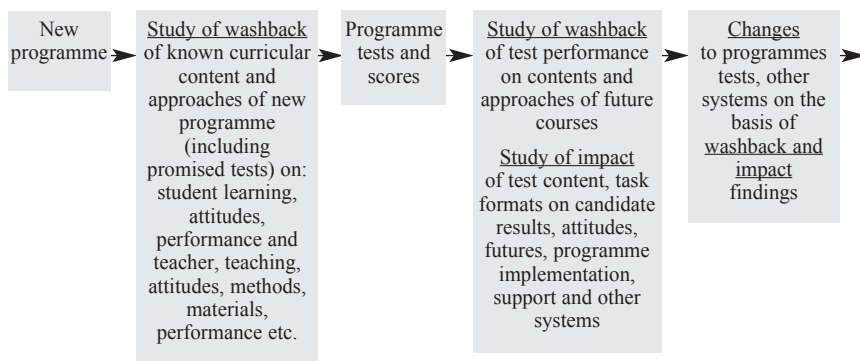 New
programme
Study of washback
of known curricular
content and
approaches of new
programme
(including
promised tests) on:
student learning,
attitudes,
performance and
teacher, teaching,
attitudes, methods,
materials,
performance etc.
Programme
tests and
scores
Study of washback
of test performance
on contents and
approaches of future
courses
Study of impact
of test content, task
formats on candidate
results, attitudes,
futures, programme
implementation,
support and other
systems
Changes
to programmes
tests, other
systems on the
basis of
washback and
impact
findings